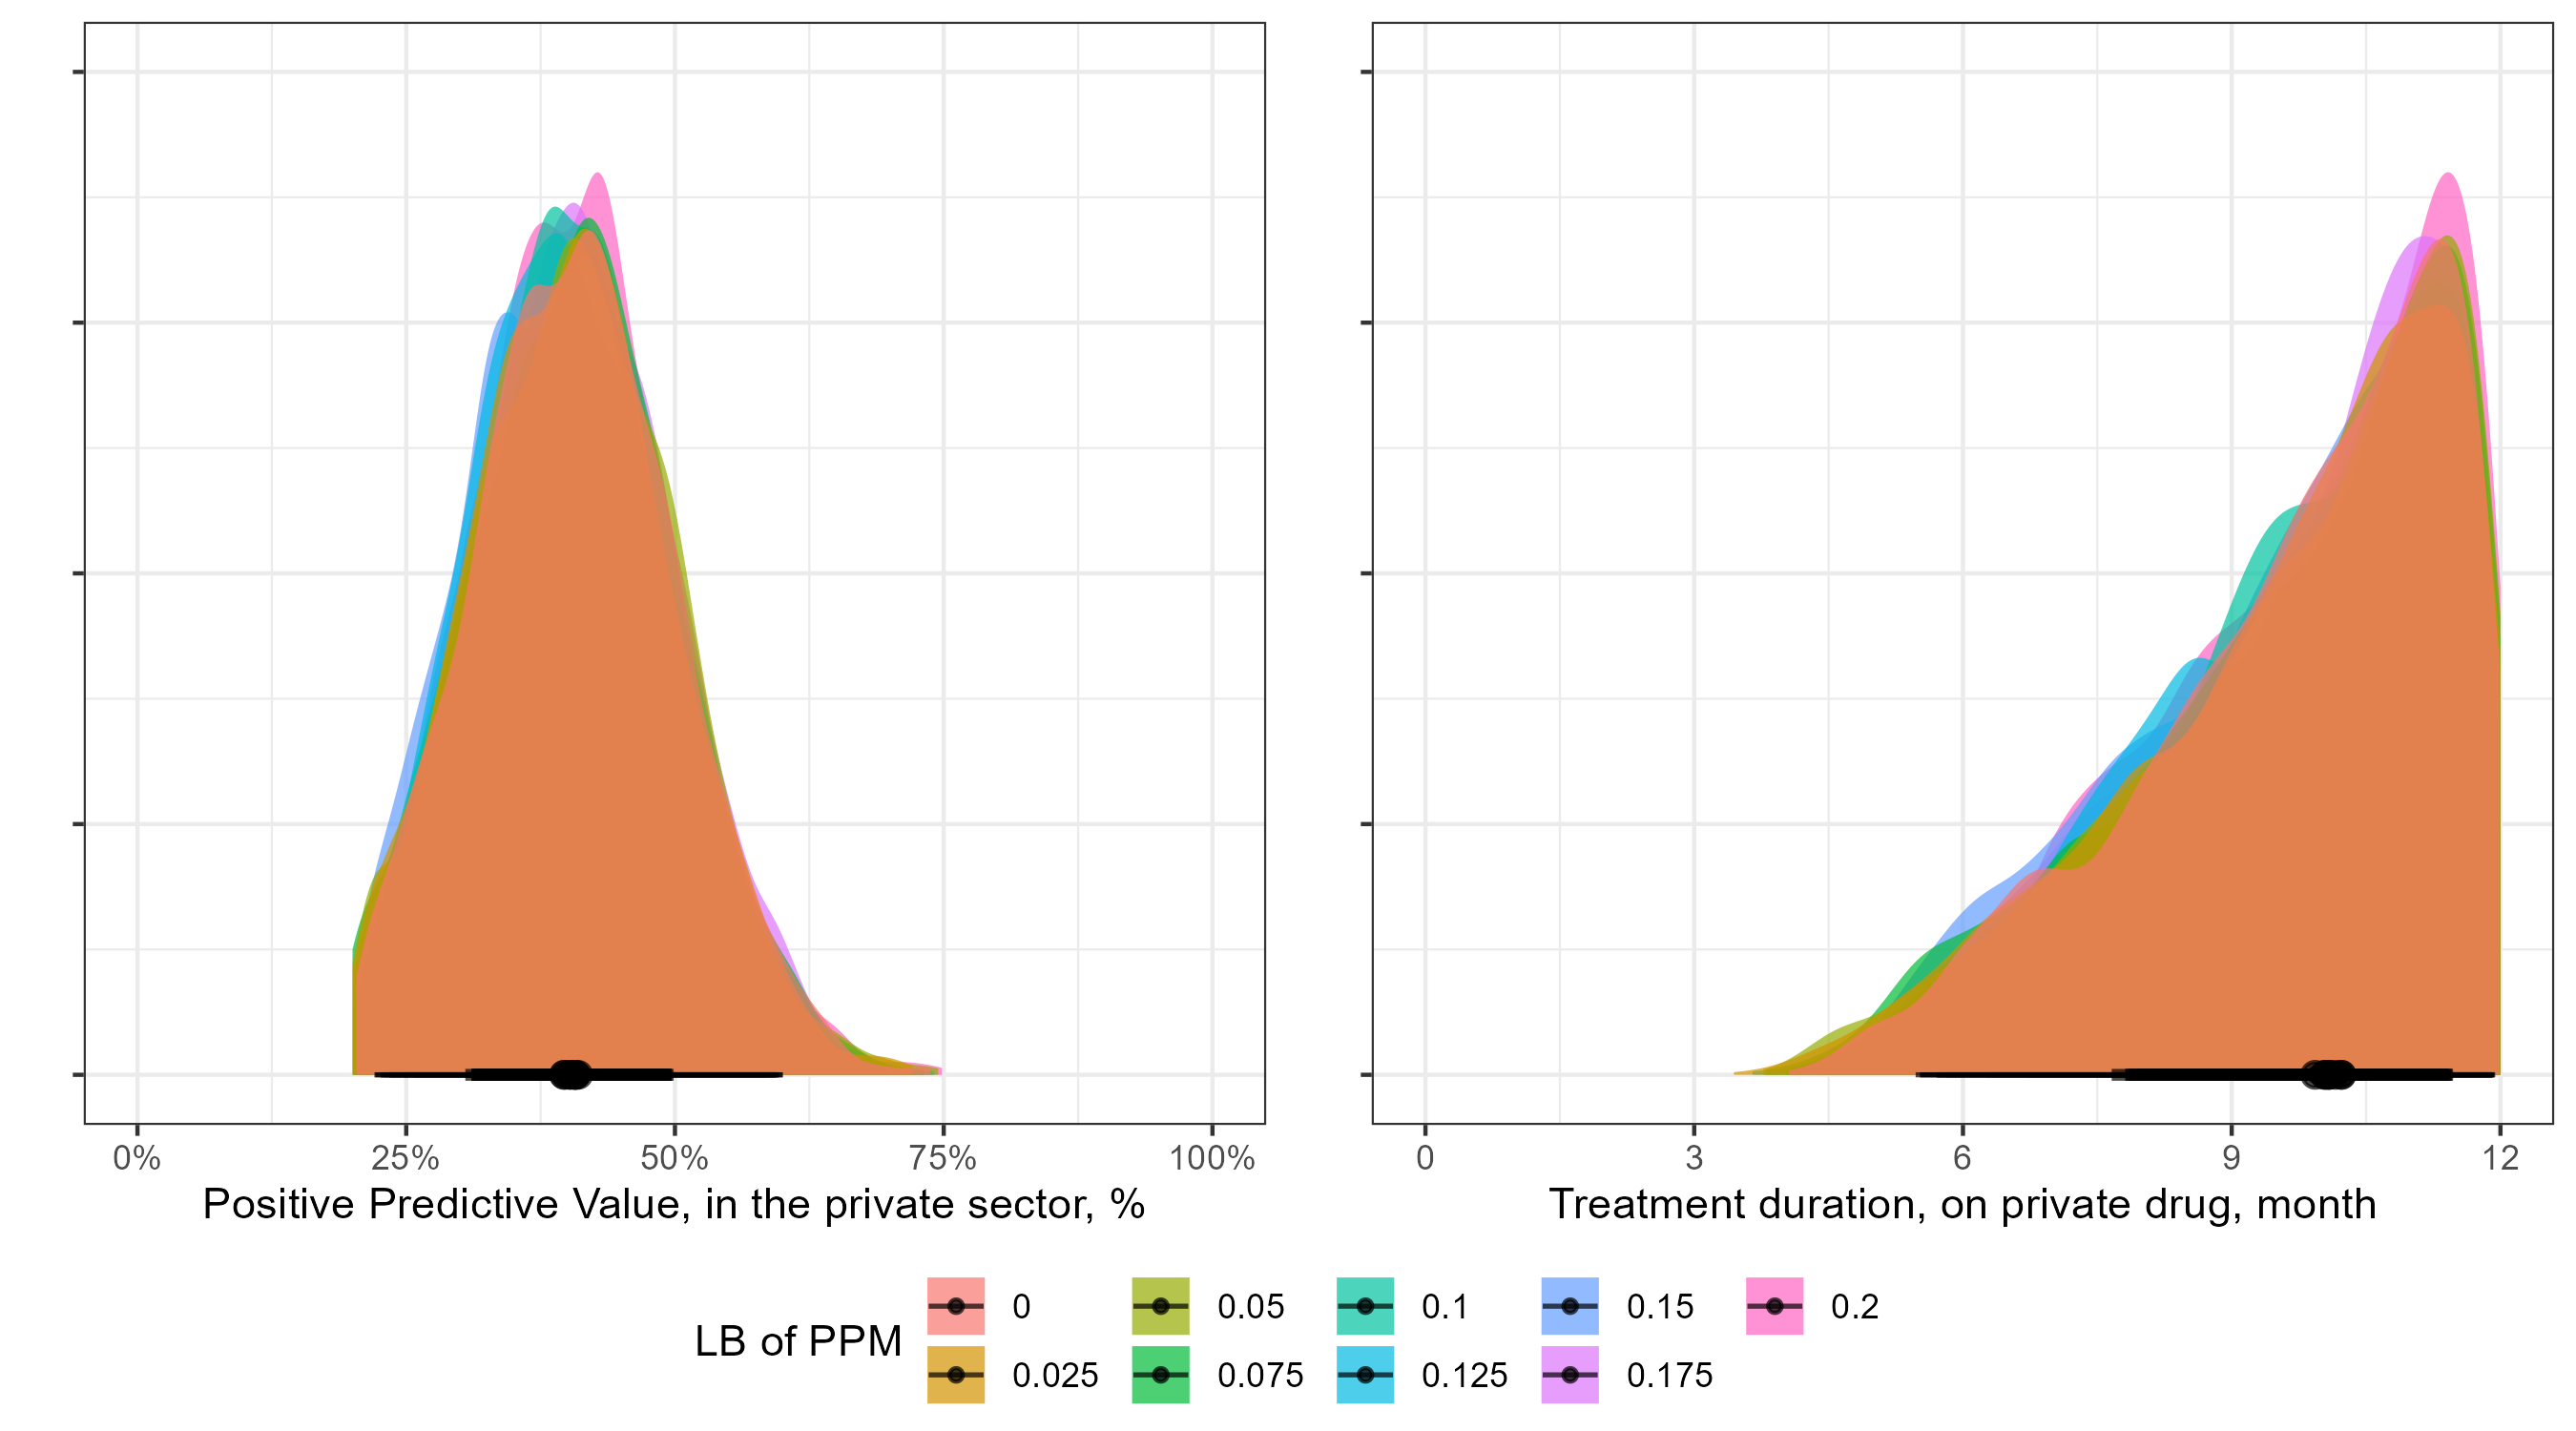 0% 25% 50% 75% 100%
Positive Predictive Value, in the private sector, %
0 3 6 9 12
Treatment duration, on private drug, month
LB of PPM
0 0.05 0.1 0.15 0.2
0.025 0.075 0.125 0.175